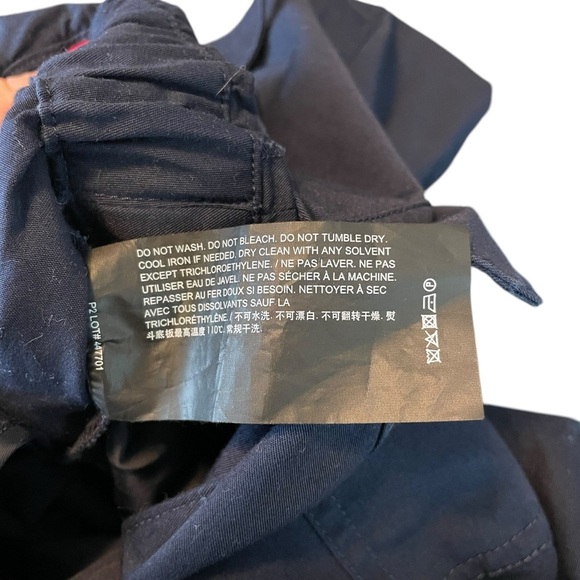 DO NOT WASH. DO NOT BLEACH. DO NOT TUMBLE DRY.
COOL IRON IF NEEDED. DRY CLEAN WITH ANY SOLVENT
EXCEPT TRICHLOROETHYLENE. / NE PAS LAVER. NE PAS
UTILISER EAU DE JAVEL. NE PAS SÉCHER À LA MACHINE.
REPASSER AU FER DOUX SI BESOIN. NETTOYER À SEC
AVEC TOUS DISSOLVANTS SAUF LA
TRICHLORÉTHYLÈNE / 不可水洗. 不可漂白. 不可翻转干燥. 熨
斗底板最高温度110℃. 常规干洗.
P2 LOT# 447701
P